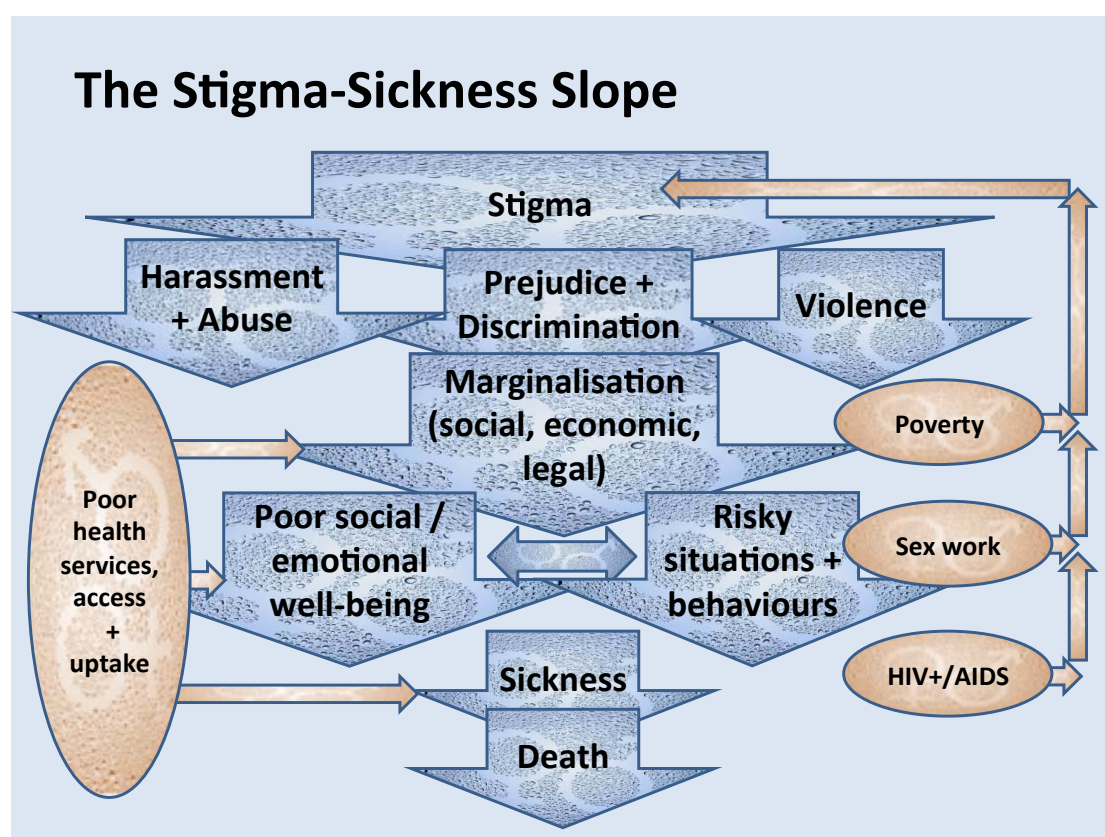 The Stigma-Sickness Slope
Stigma
Harassment
+ Abuse
Prejudice +
Discrimination
Violence
Marginalisation
(social, economic,
legal)
Poverty
Poor
health
services,
access
+
uptake
Poor social /
emotional
well-being
Risky
situations +
behaviours
Sex work
Sickness
HIV+/AIDS
Death